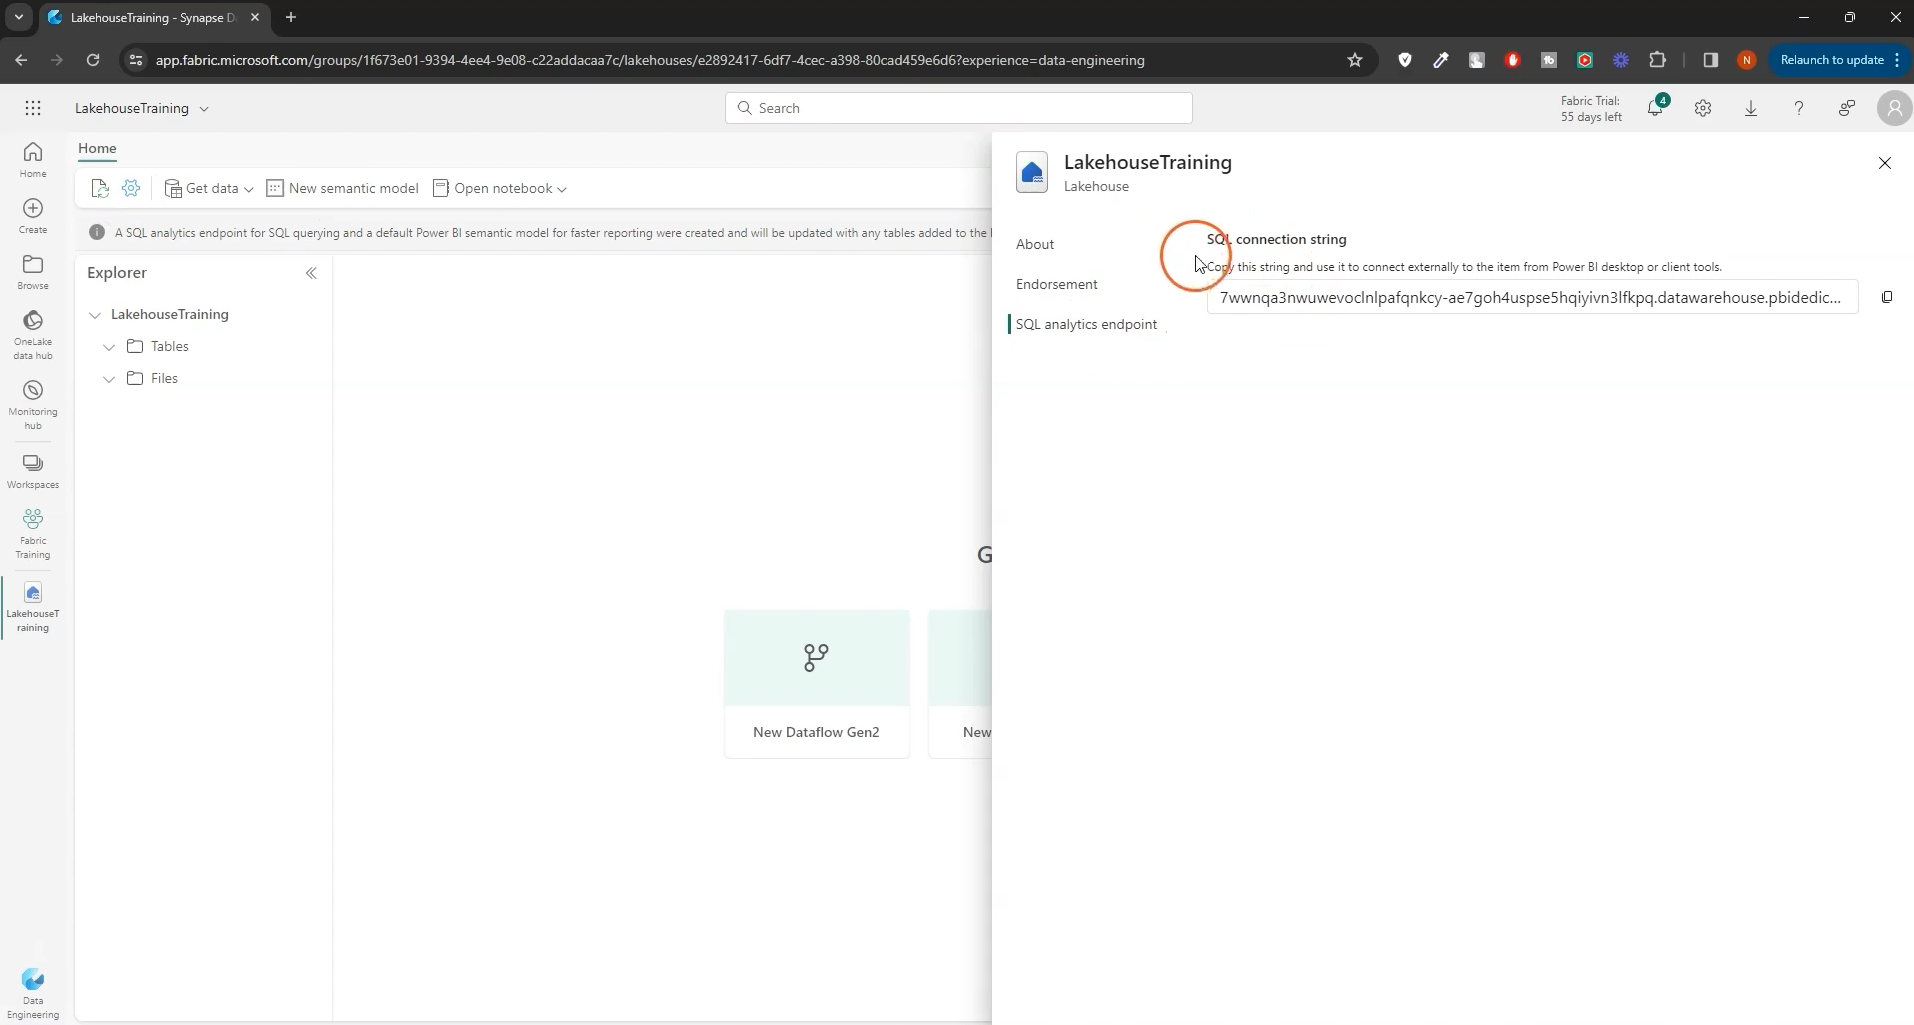 LakehouseTraining - Synapse D
app.fabric.microsoft.com/groups/1f673e01-9394-4ee4-9e08-c22addacaa7c/lakehouses/e2892417-6df7-4cec-a398-80cad459e6d6?experience=data-engineering
tb
N
Relaunch to update
LakehouseTraining
Search
Fabric Trial:
55 days left
4
?
Home
Create
Browse
OneLake
data hub
Monitoring
hub
Workspaces
Fabric
Training
LakehouseT
raining
Data
Engineering
Home
Get data
New semantic model
Open notebook
A SQL analytics endpoint for SQL querying and a default Power BI semantic model for faster reporting were created and will be updated with any tables added to the l
Explorer
LakehouseTraining
Tables
Files
G
New Dataflow Gen2
New
LakehouseTraining
Lakehouse
About
Endorsement
SQL analytics endpoint
SQL connection string
Copy this string and use it to connect externally to the item from Power BI desktop or client tools.
7wwnqa3nwuwevoclnlpafqnkcy-ae7goh4uspse5hqiyivn3lfkpq.datawarehouse.pbidedic...